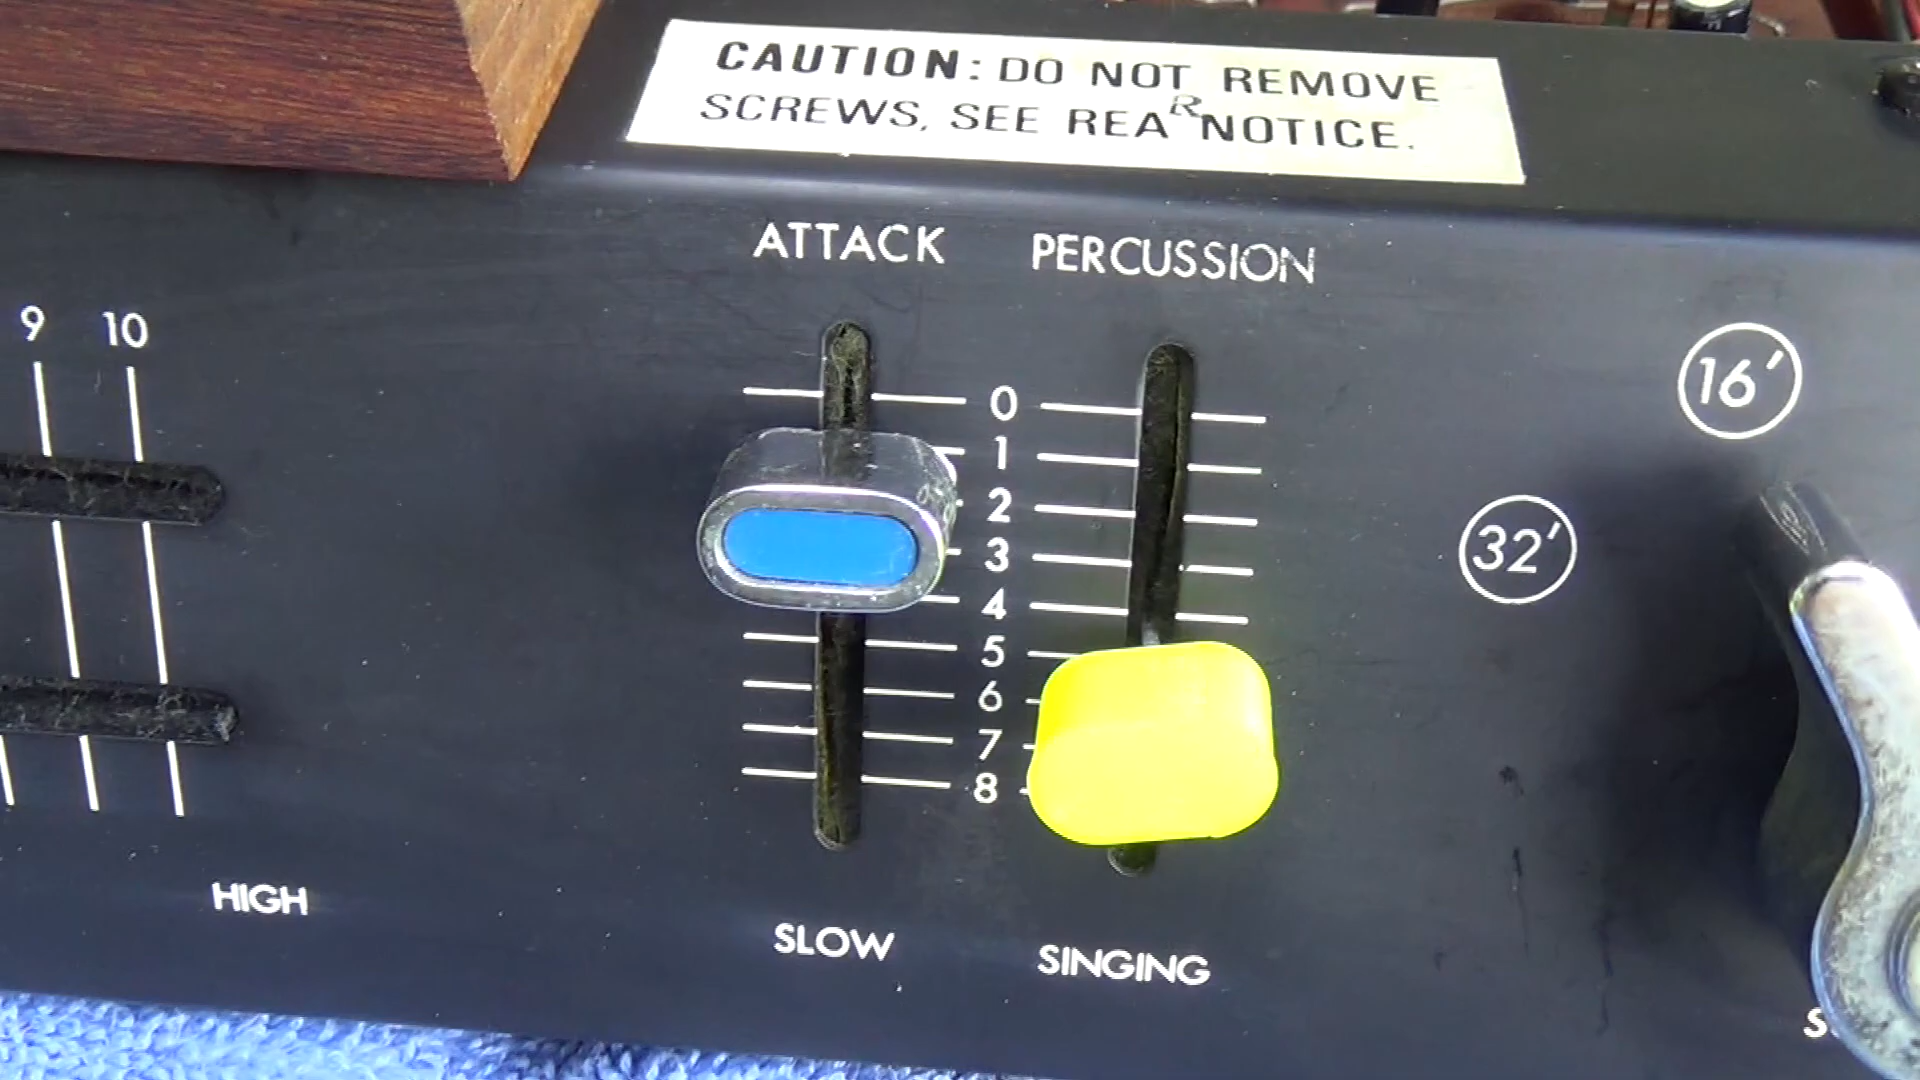 CAUTION: DO NOT REMOVE
SCREWS, SEE REAR NOTICE.
ATTACK PERCUSSION
9 10
16'
32'
0
1
2
3
4
5
6
7
8
HIGH
SLOW
SINGING